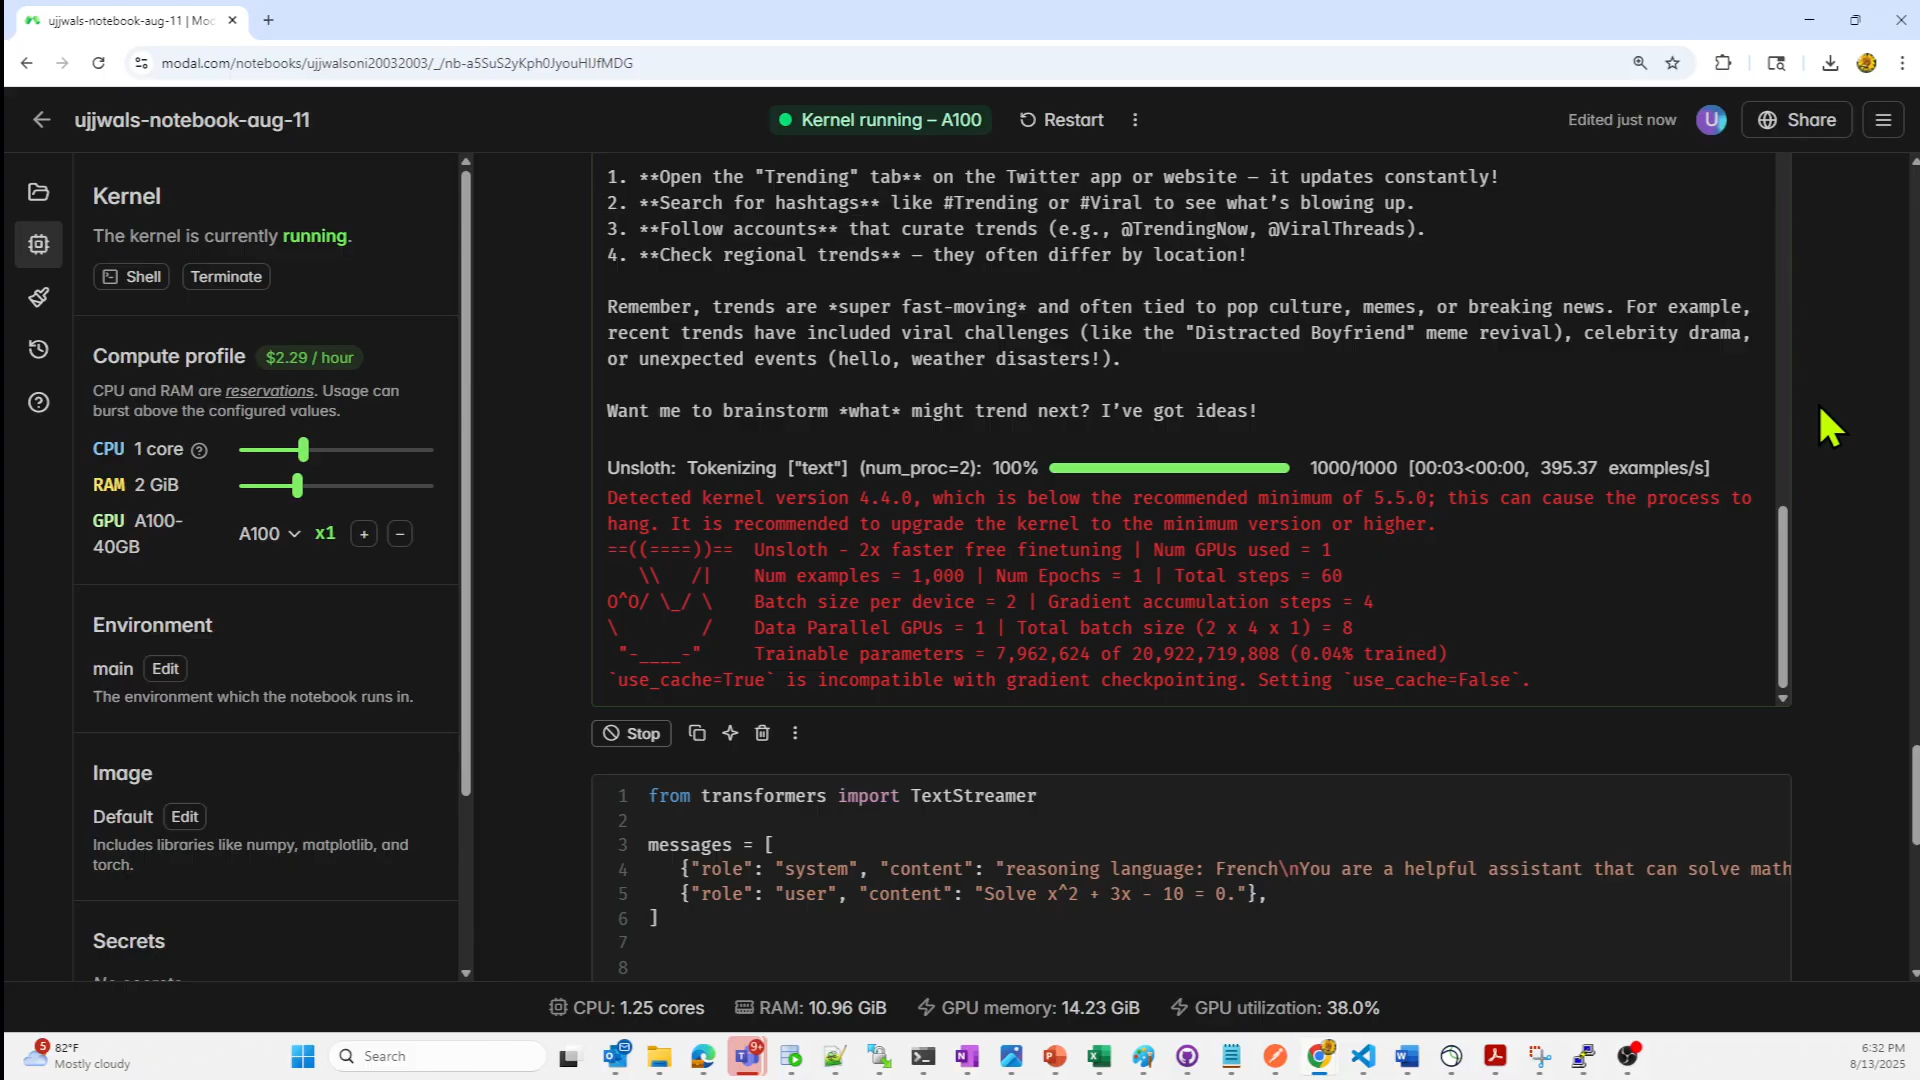 ujjwals-notebook-aug-11 | Mod
modal.com/notebooks/ujjwalsoni20032003/_/nb-a5SuS2yKph0JyouHIJfMDG
ujjwals-notebook-aug-11
Kernel running – A100
Restart
Edited just now
U
Share
Kernel
The kernel is currently running.
Shell
Terminate
Compute profile $2.29 / hour
CPU and RAM are reservations. Usage can
burst above the configured values.
CPU 1 core
RAM 2 GiB
GPU A100-
40GB
A100 x1 + −
Environment
main Edit
The environment which the notebook runs in.
Image
Default Edit
Includes libraries like numpy, matplotlib, and
torch.
Secrets
No secrets
1. **Open the "Trending" tab** on the Twitter app or website — it updates constantly!
2. **Search for hashtags** like #Trending or #Viral to see what’s blowing up.
3. **Follow accounts** that curate trends (e.g., @TrendingNow, @ViralThreads).
4. **Check regional trends** — they often differ by location!
Remember, trends are *super fast-moving* and often tied to pop culture, memes, or breaking news. For example,
recent trends have included viral challenges (like the "Distracted Boyfriend" meme revival), celebrity drama,
or unexpected events (hello, weather disasters!).
Want me to brainstorm *what* might trend next? I’ve got ideas!
Unsloth: Tokenizing ["text"] (num_proc=2): 100% 1000/1000 [00:03<00:00, 395.37 examples/s]
Detected kernel version 4.4.0, which is below the recommended minimum of 5.5.0; this can cause the process to
hang. It is recommended to upgrade the kernel to the minimum version or higher.
==((====))== Unsloth - 2x faster free finetuning | Num GPUs used = 1
\\ /| Num examples = 1,000 | Num Epochs = 1 | Total steps = 60
O^O/ \_/ \ Batch size per device = 2 | Gradient accumulation steps = 4
\ / Data Parallel GPUs = 1 | Total batch size (2 x 4 x 1) = 8
"-____-" Trainable parameters = 7,962,624 of 20,922,719,808 (0.04% trained)
`use_cache=True` is incompatible with gradient checkpointing. Setting `use_cache=False`.
Stop
1 from transformers import TextStreamer
2
3 messages = [
4 {"role": "system", "content": "reasoning language: French\nYou are a helpful assistant that can solve math
5 {"role": "user", "content": "Solve x^2 + 3x - 10 = 0."},
6 ]
7
8
CPU: 1.25 cores
RAM: 10.96 GiB
GPU memory: 14.23 GiB
GPU utilization: 38.0%
5
82°F
Mostly cloudy
Search
9+
6:32 PM
8/13/2025